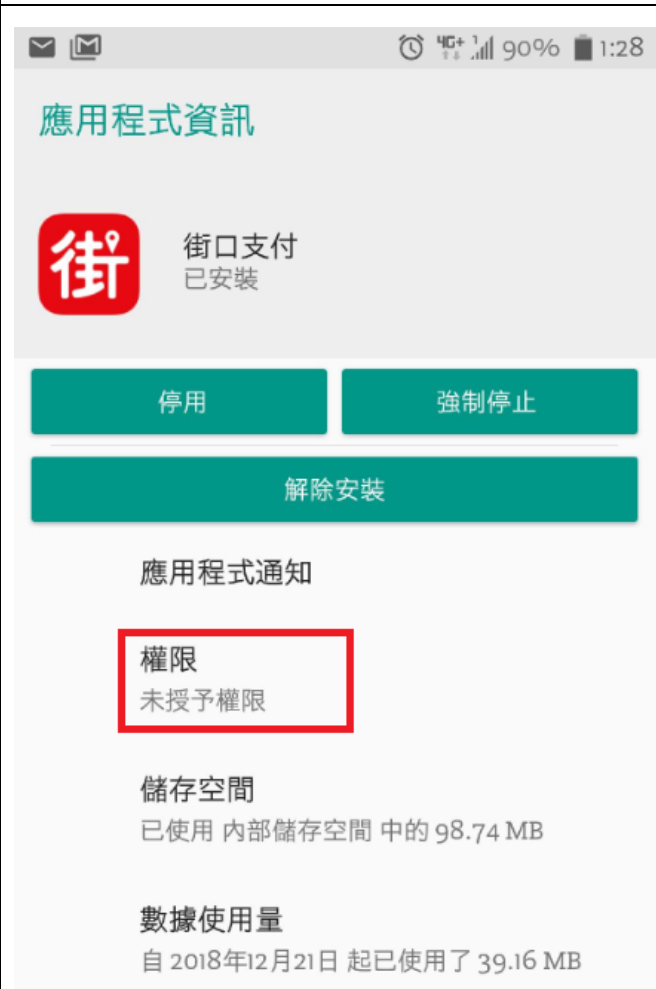 4G+ 1 90% 1:28
應用程式資訊
街
街口支付
已安裝
停用
強制停止
解除安裝
應用程式通知
權限
未授予權限
儲存空間
已使用 內部儲存空間 中的 98.74 MB
數據使用量
自 2018年12月21日 起已使用了 39.16 MB